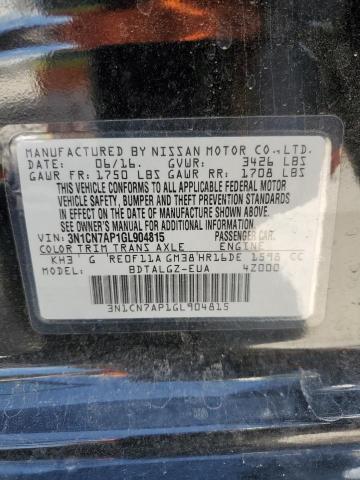 MANUFACTURED BY NISSAN MOTOR CO.,LTD.
DATE: 06/16. GVWR: 3426 LBS
GAWR FR: 1750 LBS GAWR RR: 1708 LBS
THIS VEHICLE CONFORMS TO ALL APPLICABLE FEDERAL MOTOR
VEHICLE SAFETY, BUMPER, AND THEFT PREVENTION STANDARDS
IN EFFECT ON THE DATE OF MANUFACTURE SHOWN ABOVE.
SEE OWNER'S MANUAL
VIN: 3N1CN7AP1GL904815 PASSENGER CAR.
COLOR TRIM TRANS AXLE ENGINE
KH3 G RE0F11A GM38 HR16DE 1598 CC
MODEL: BDTALGZ-EUA 4Z000
3N1CN7AP1GL904815